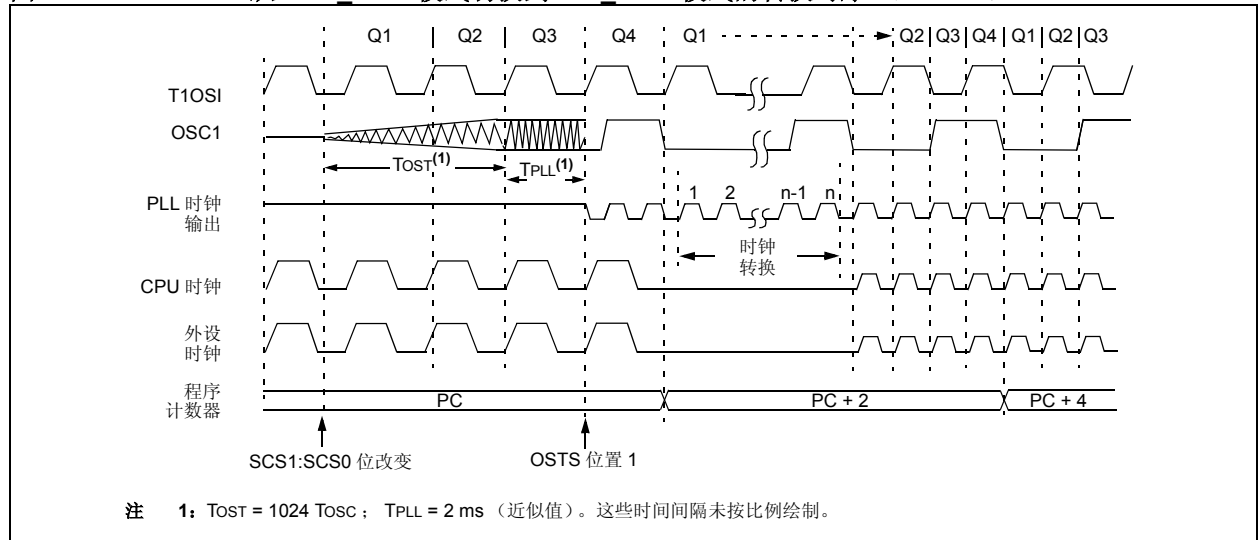 Q1 Q2 Q3 Q4 Q1 Q2 Q3 Q4 Q1 Q2 Q3
T1OSI
OSC1
TOST(1)
TPLL(1)
1 2 n-1 n
PLL 时钟
输出
时钟
转换
CPU 时钟
外设
时钟
程序
计数器
PC PC + 2 PC + 4
SCS1:SCS0 位改变 OSTS 位置 1
注 1: TOST = 1024 TOSC ; TPLL = 2 ms (近似值)。这些时间间隔未按比例绘制。